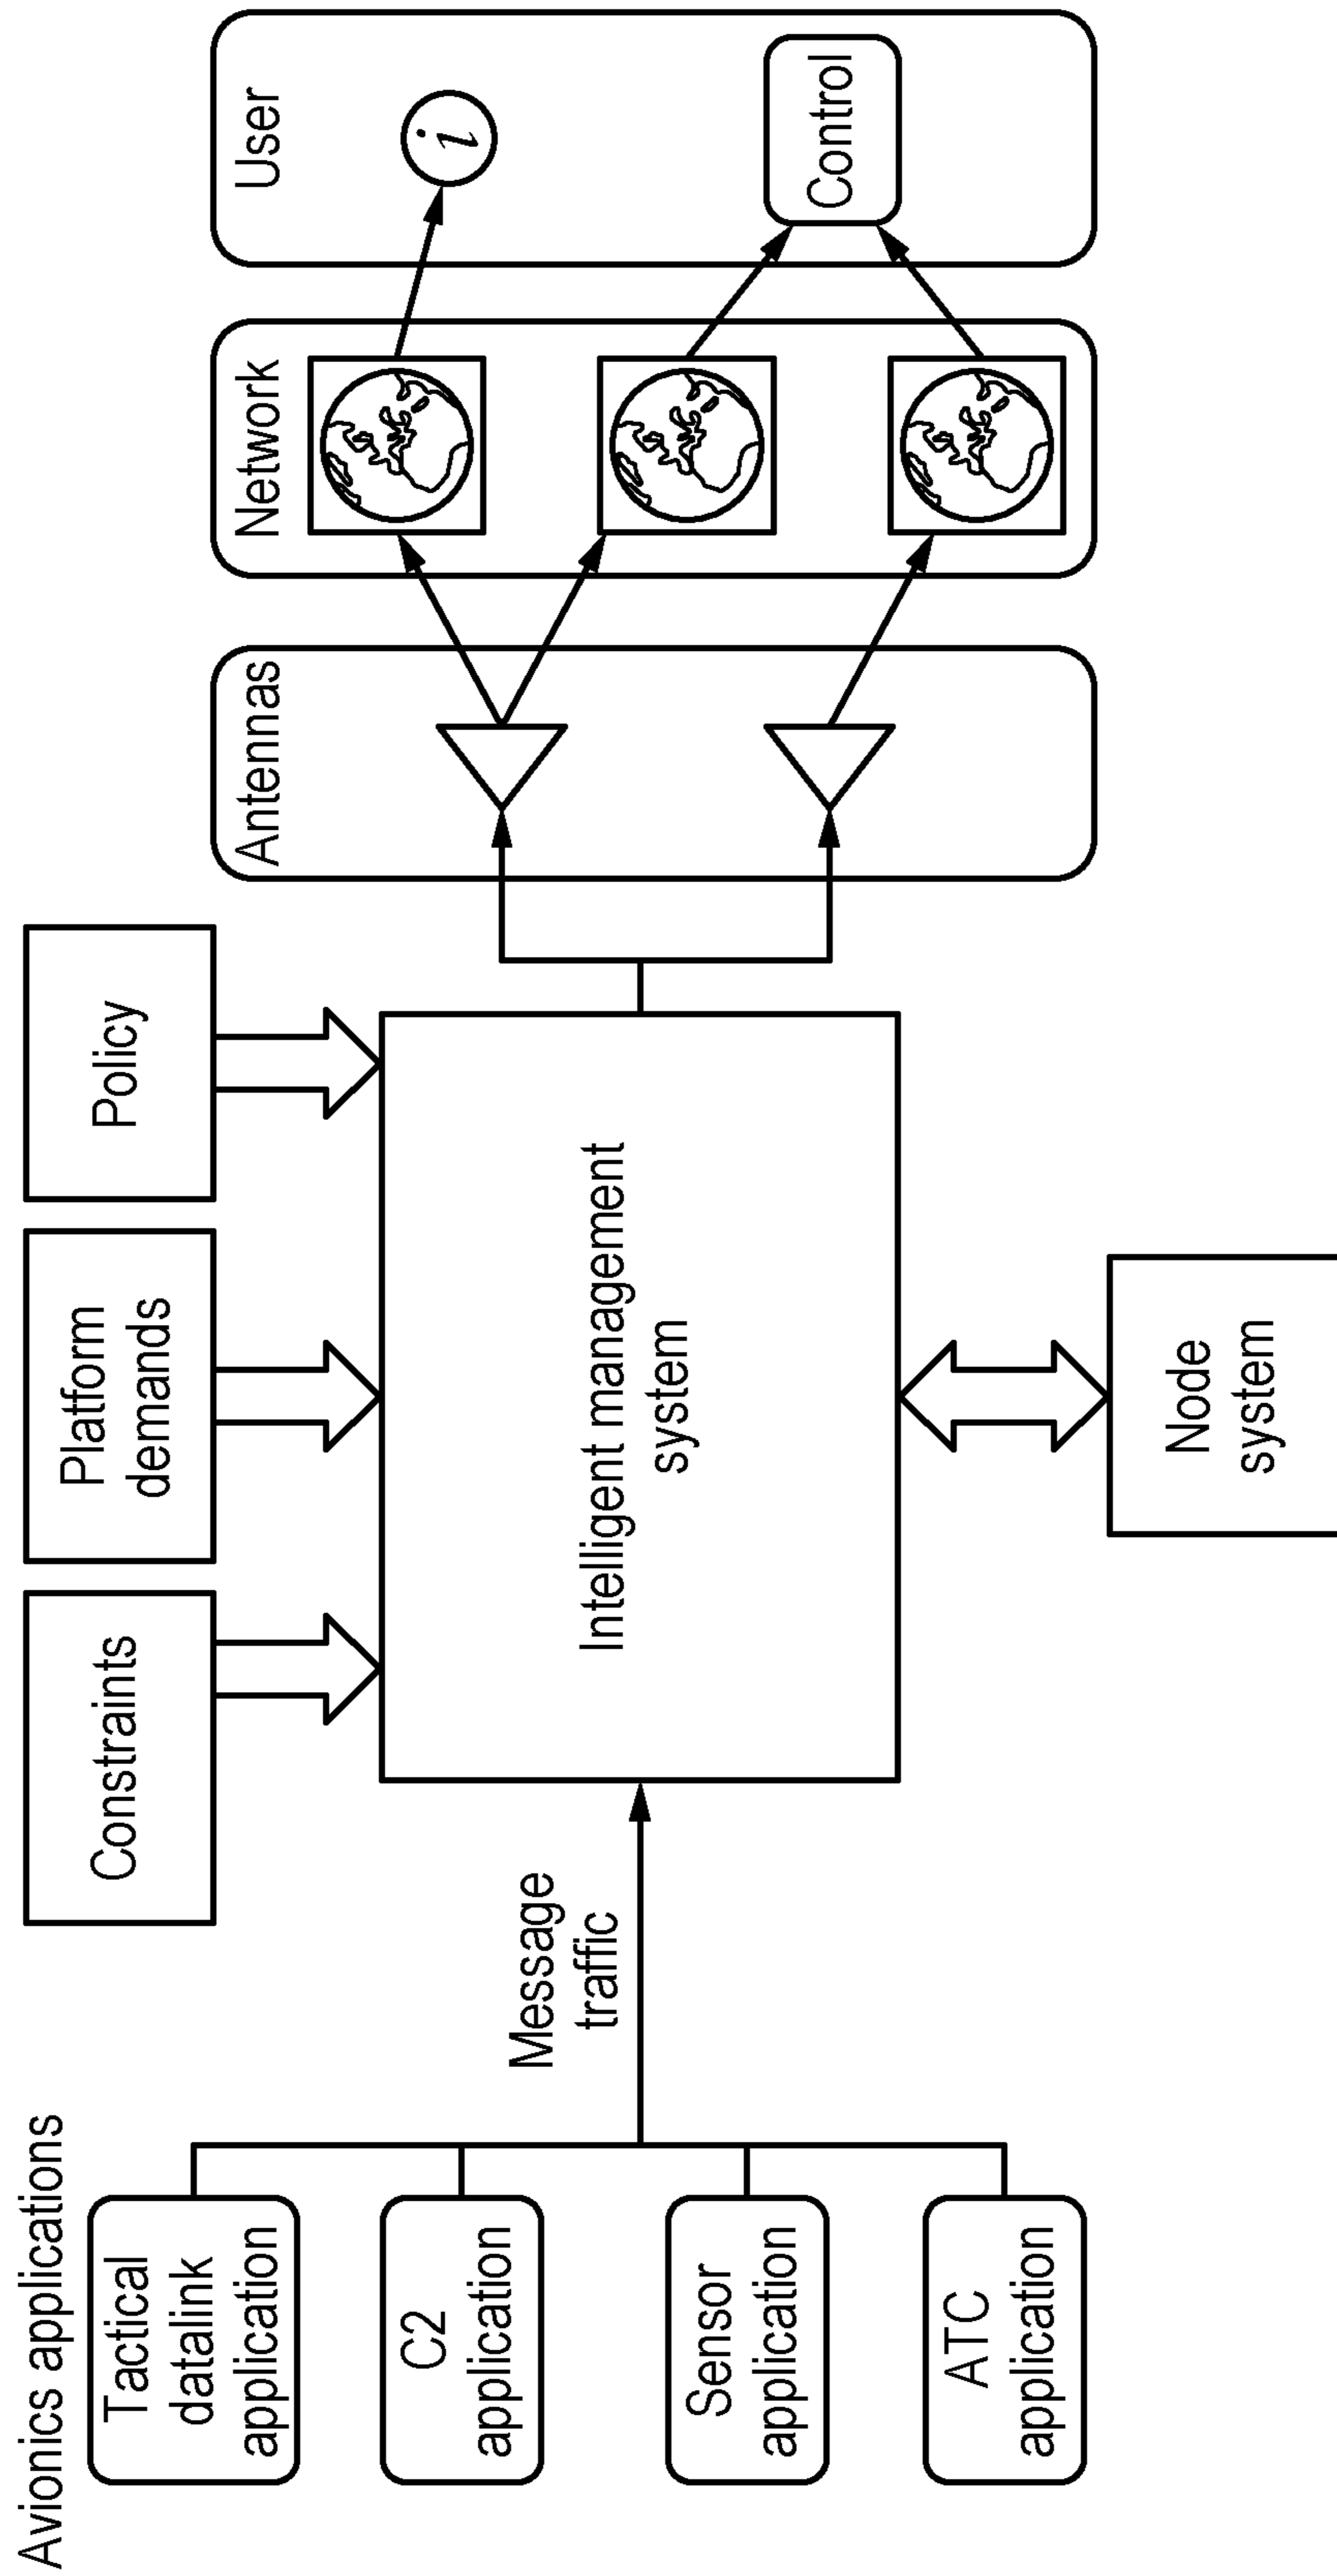 Avionics applications
Tactical
datalink
application
C2
application
Sensor
application
ATC
application
Message
traffic
Constraints
Platform
demands
Policy
Intelligent management
system
Node
system
Antennas
Network
User
i
Control